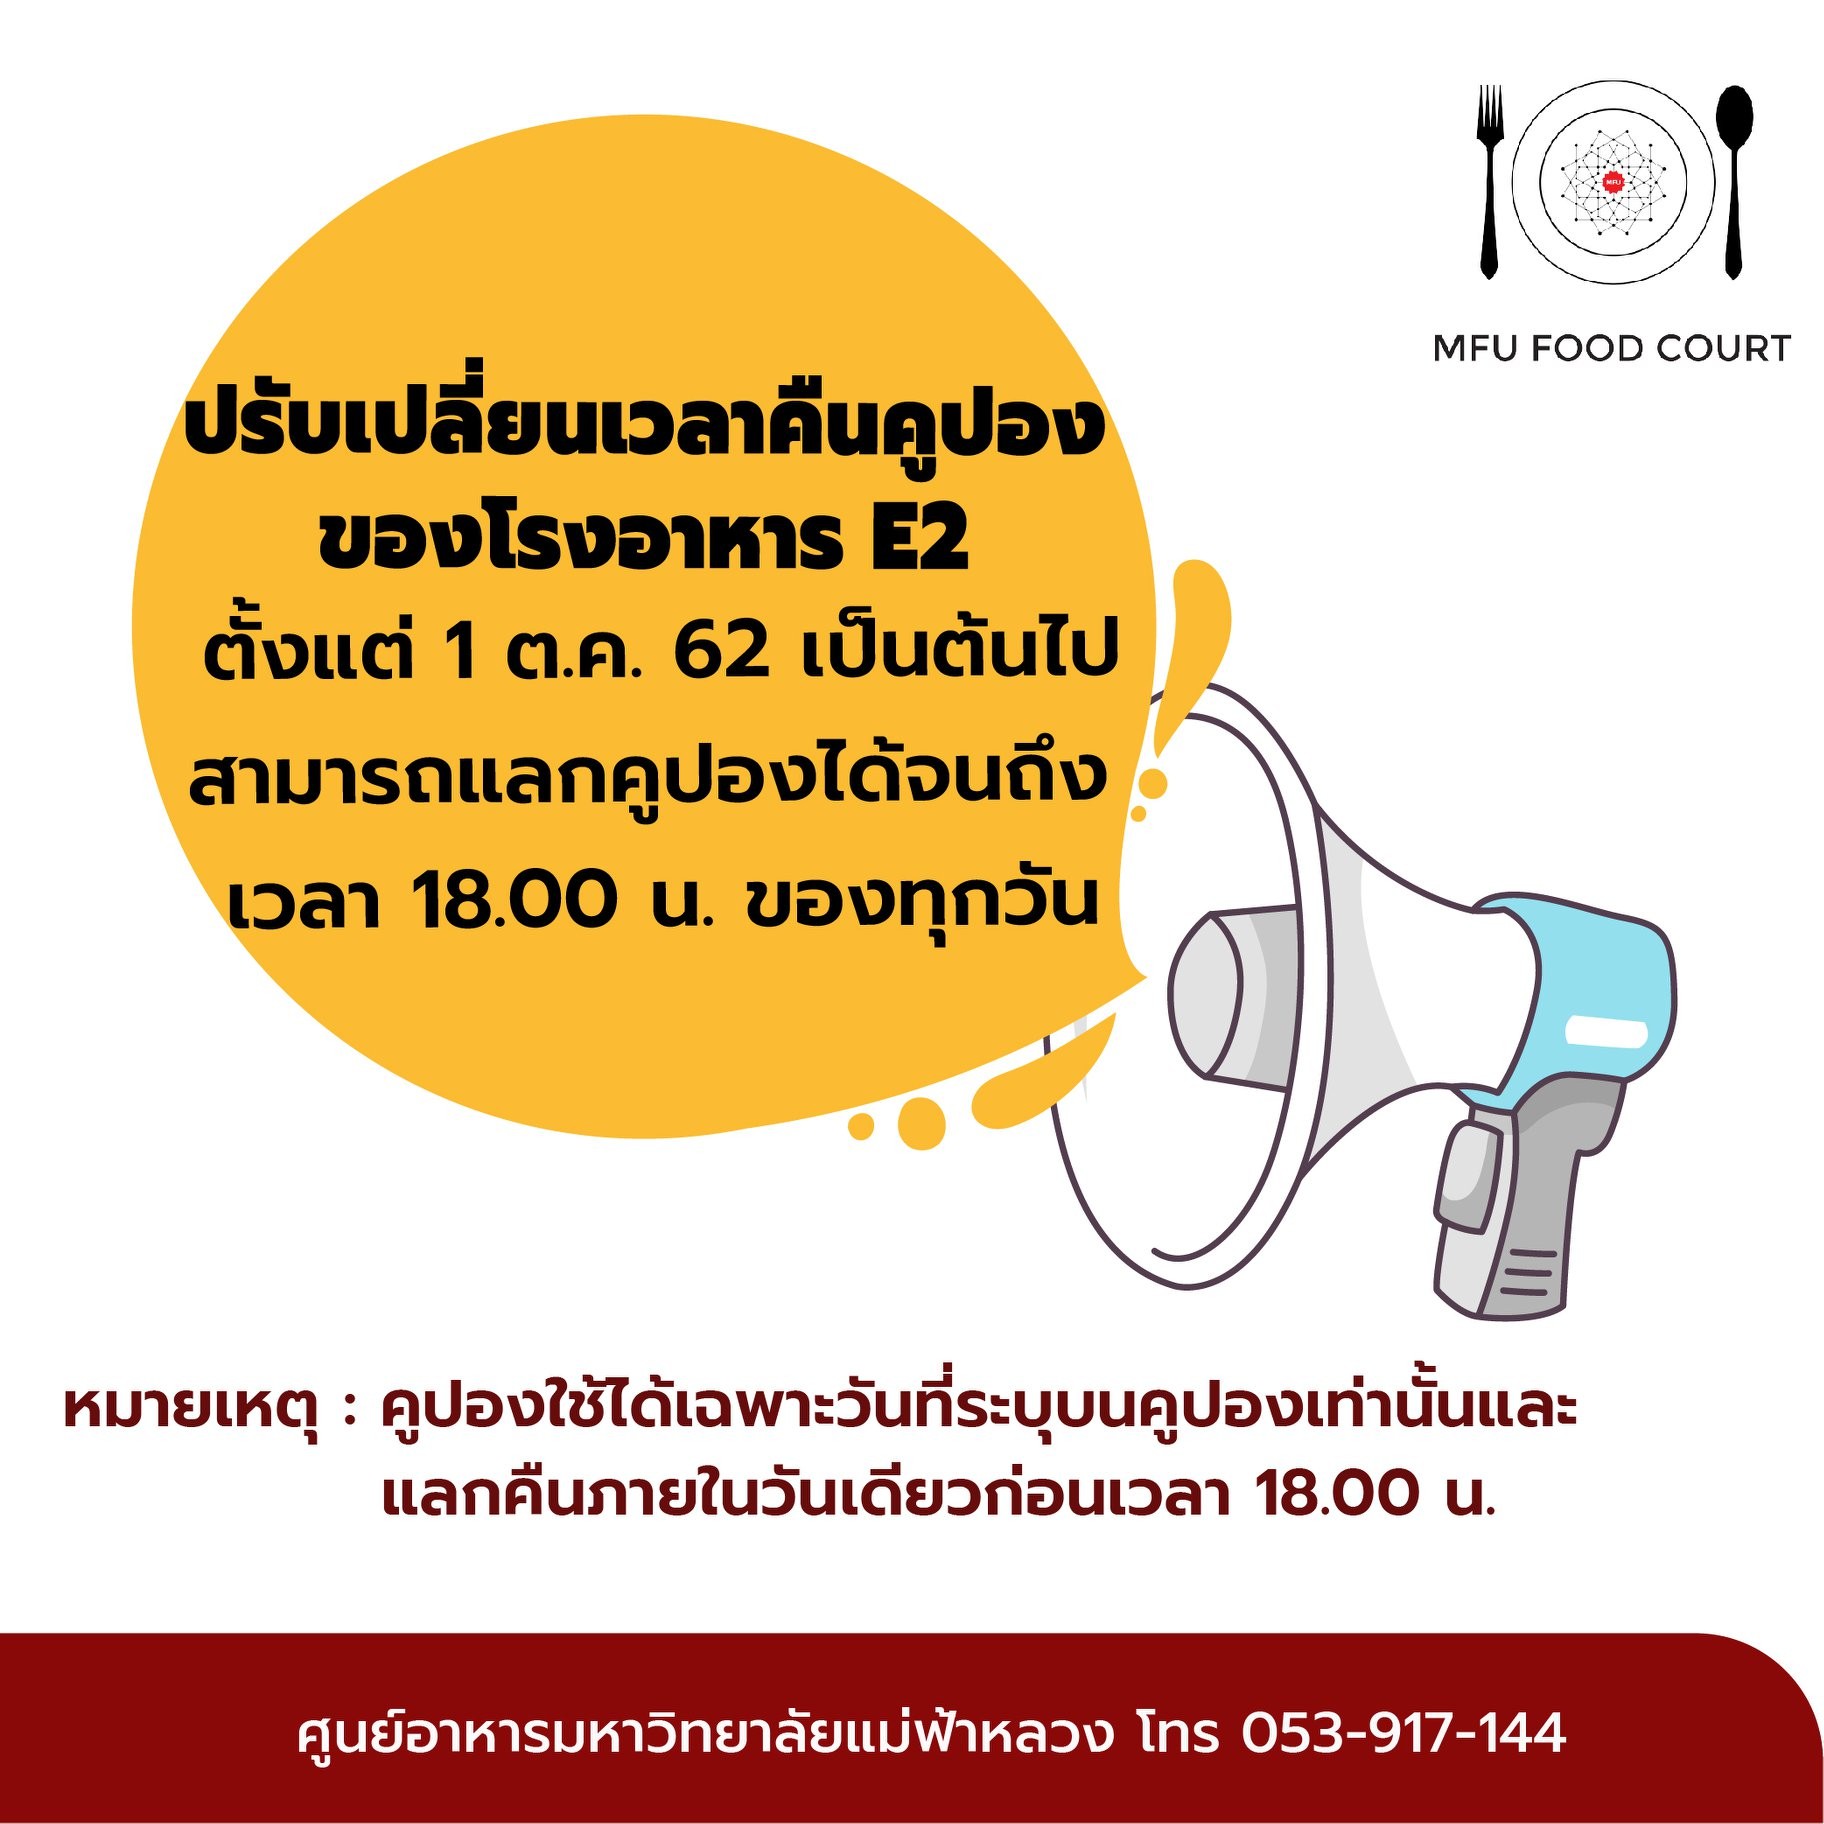 MFU
MFU FOOD COURT
ปรับเปลี่ยนเวลาคืนคูปอง
ของโรงอาหาร E2
ตั้งแต่ 1 ต.ค. 62 เป็นต้นไป
สามารถแลกคูปองได้จนถึง
เวลา 18.00 น. ของทุกวัน
หมายเหตุ : คูปองใช้ได้เฉพาะวันที่ระบุบนคูปองเท่านั้นและ
แลกคืนภายในวันเดียวก่อนเวลา 18.00 น.
ศูนย์อาหารมหาวิทยาลัยแม่ฟ้าหลวง โทร 053-917-144